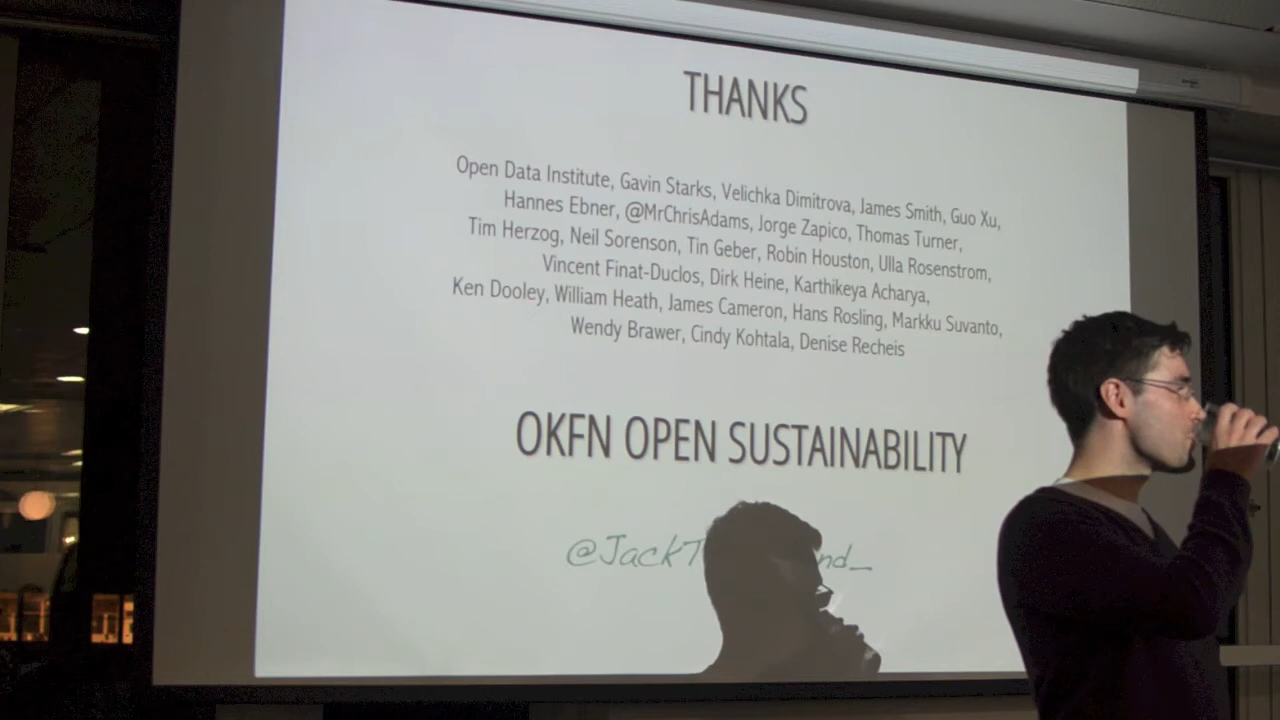 THANKS
Open Data Institute, Gavin Starks, Velichka Dimitrova, James Smith, Guo Xu,
Hannes Ebner, @MrChrisAdams, Jorge Zapico, Thomas Turner,
Tim Herzog, Neil Sorenson, Tin Geber, Robin Houston, Ulla Rosenstrom,
Vincent Finat-Duclos, Dirk Heine, Karthikeya Acharya,
Ken Dooley, William Heath, James Cameron, Hans Rosling, Markku Suvanto,
Wendy Brawer, Cindy Kohtala, Denise Recheis
OKFN OPEN SUSTAINABILITY